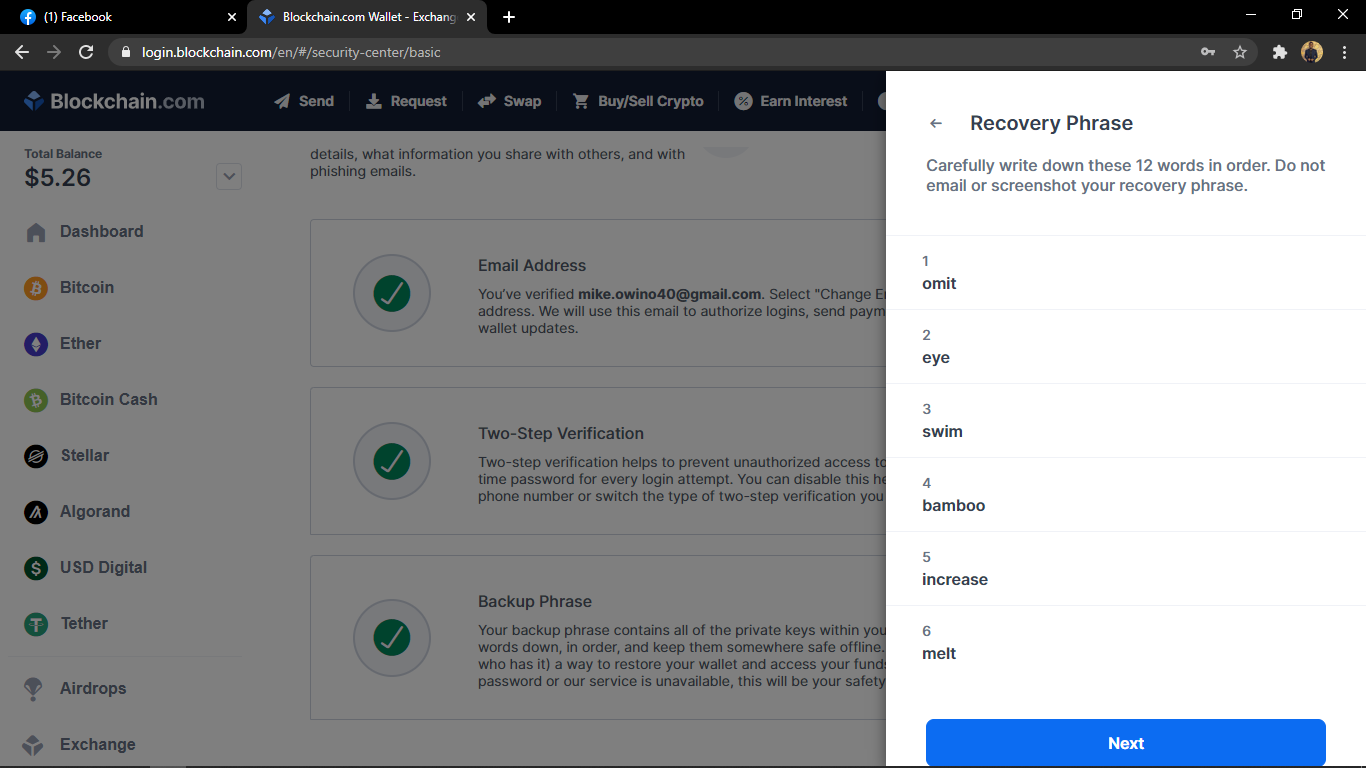 (1) Facebook
Blockchain.com Wallet - Exchang
login.blockchain.com/en/#/security-center/basic
Blockchain.com
Send
Request
Swap
Buy/Sell Crypto
Earn Interest
Total Balance
$5.26
Dashboard
Bitcoin
Ether
Bitcoin Cash
Stellar
Algorand
USD Digital
Tether
Airdrops
Exchange
details, what information you share with others, and with
phishing emails.
Email Address
You've verified mike.owino40@gmail.com. Select "Change E
address. We will use this email to authorize logins, send paym
wallet updates.
Two-Step Verification
Two-step verification helps to prevent unauthorized access to
time password for every login attempt. You can disable this he
phone number or switch the type of two-step verification you
Backup Phrase
Your backup phrase contains all of the private keys within you
words down, in order, and keep them somewhere safe offline.
who has it) a way to restore your wallet and access your funds
password or our service is unavailable, this will be your safety
Recovery Phrase
Carefully write down these 12 words in order. Do not
email or screenshot your recovery phrase.
1
omit
2
eye
3
swim
4
bamboo
5
increase
6
melt
Next